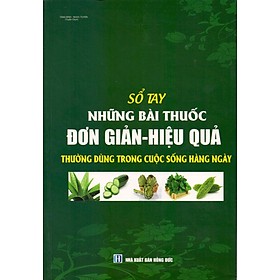 SỔ TAY
NHỮNG BÀI THUỐC
ĐƠN GIẢN-HIỆU QUẢ
THƯỜNG DÙNG TRONG CUỘC SỐNG HÀNG NGÀY
NHÀ XUẤT BẢN HỒNG ĐỨC